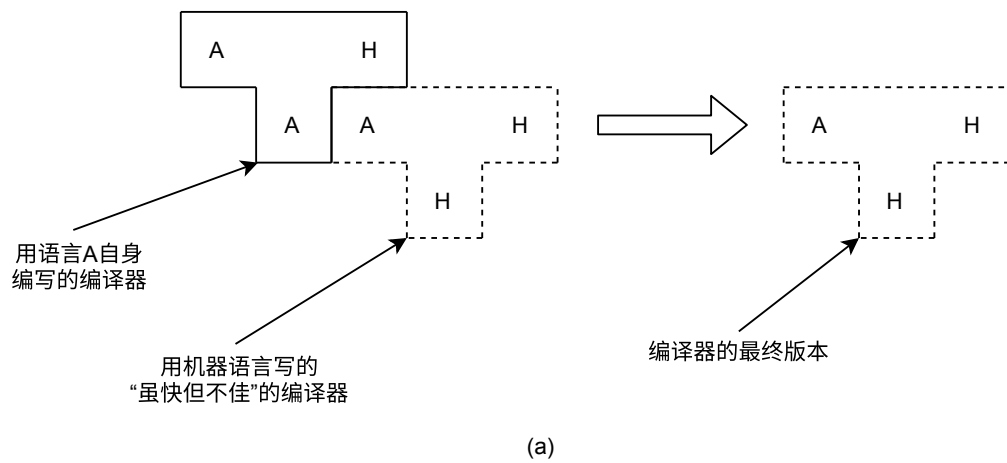 A H
A A H A H
H H
用语言A自身
编写的编译器
用机器语言写的
“虽快但不佳”的编译器
编译器的最终版本
(a)